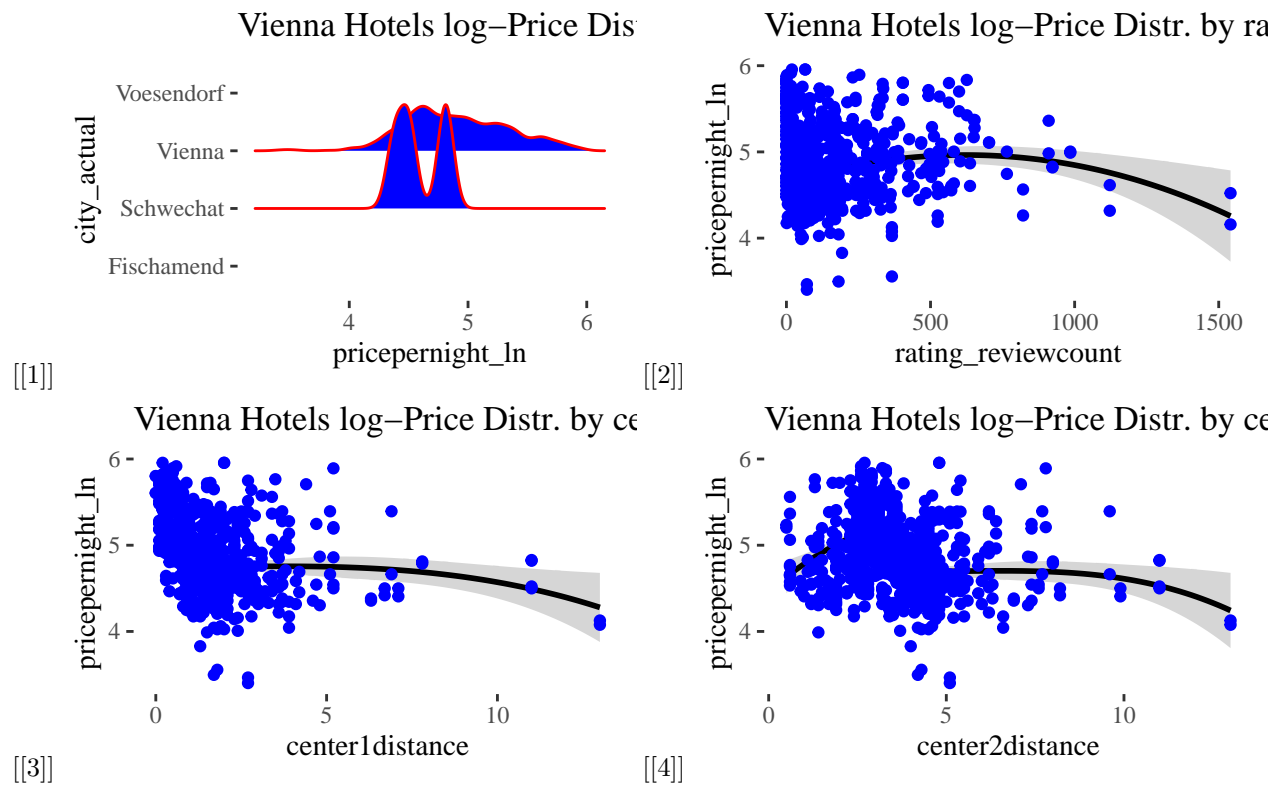 Vienna Hotels log–Price Dis
Voesendorf
Vienna
Schwechat
Fischamend
city_actual
4 5 6
pricepernight_ln
[[1]]
Vienna Hotels log–Price Distr. by ra
6
5
4
pricepernight_ln
0 500 1000 1500
rating_reviewcount
[[2]]
Vienna Hotels log–Price Distr. by ce
6
5
4
pricepernight_ln
0 5 10
center1distance
[[3]]
Vienna Hotels log–Price Distr. by ce
6
5
4
pricepernight_ln
0 5 10
center2distance
[[4]]